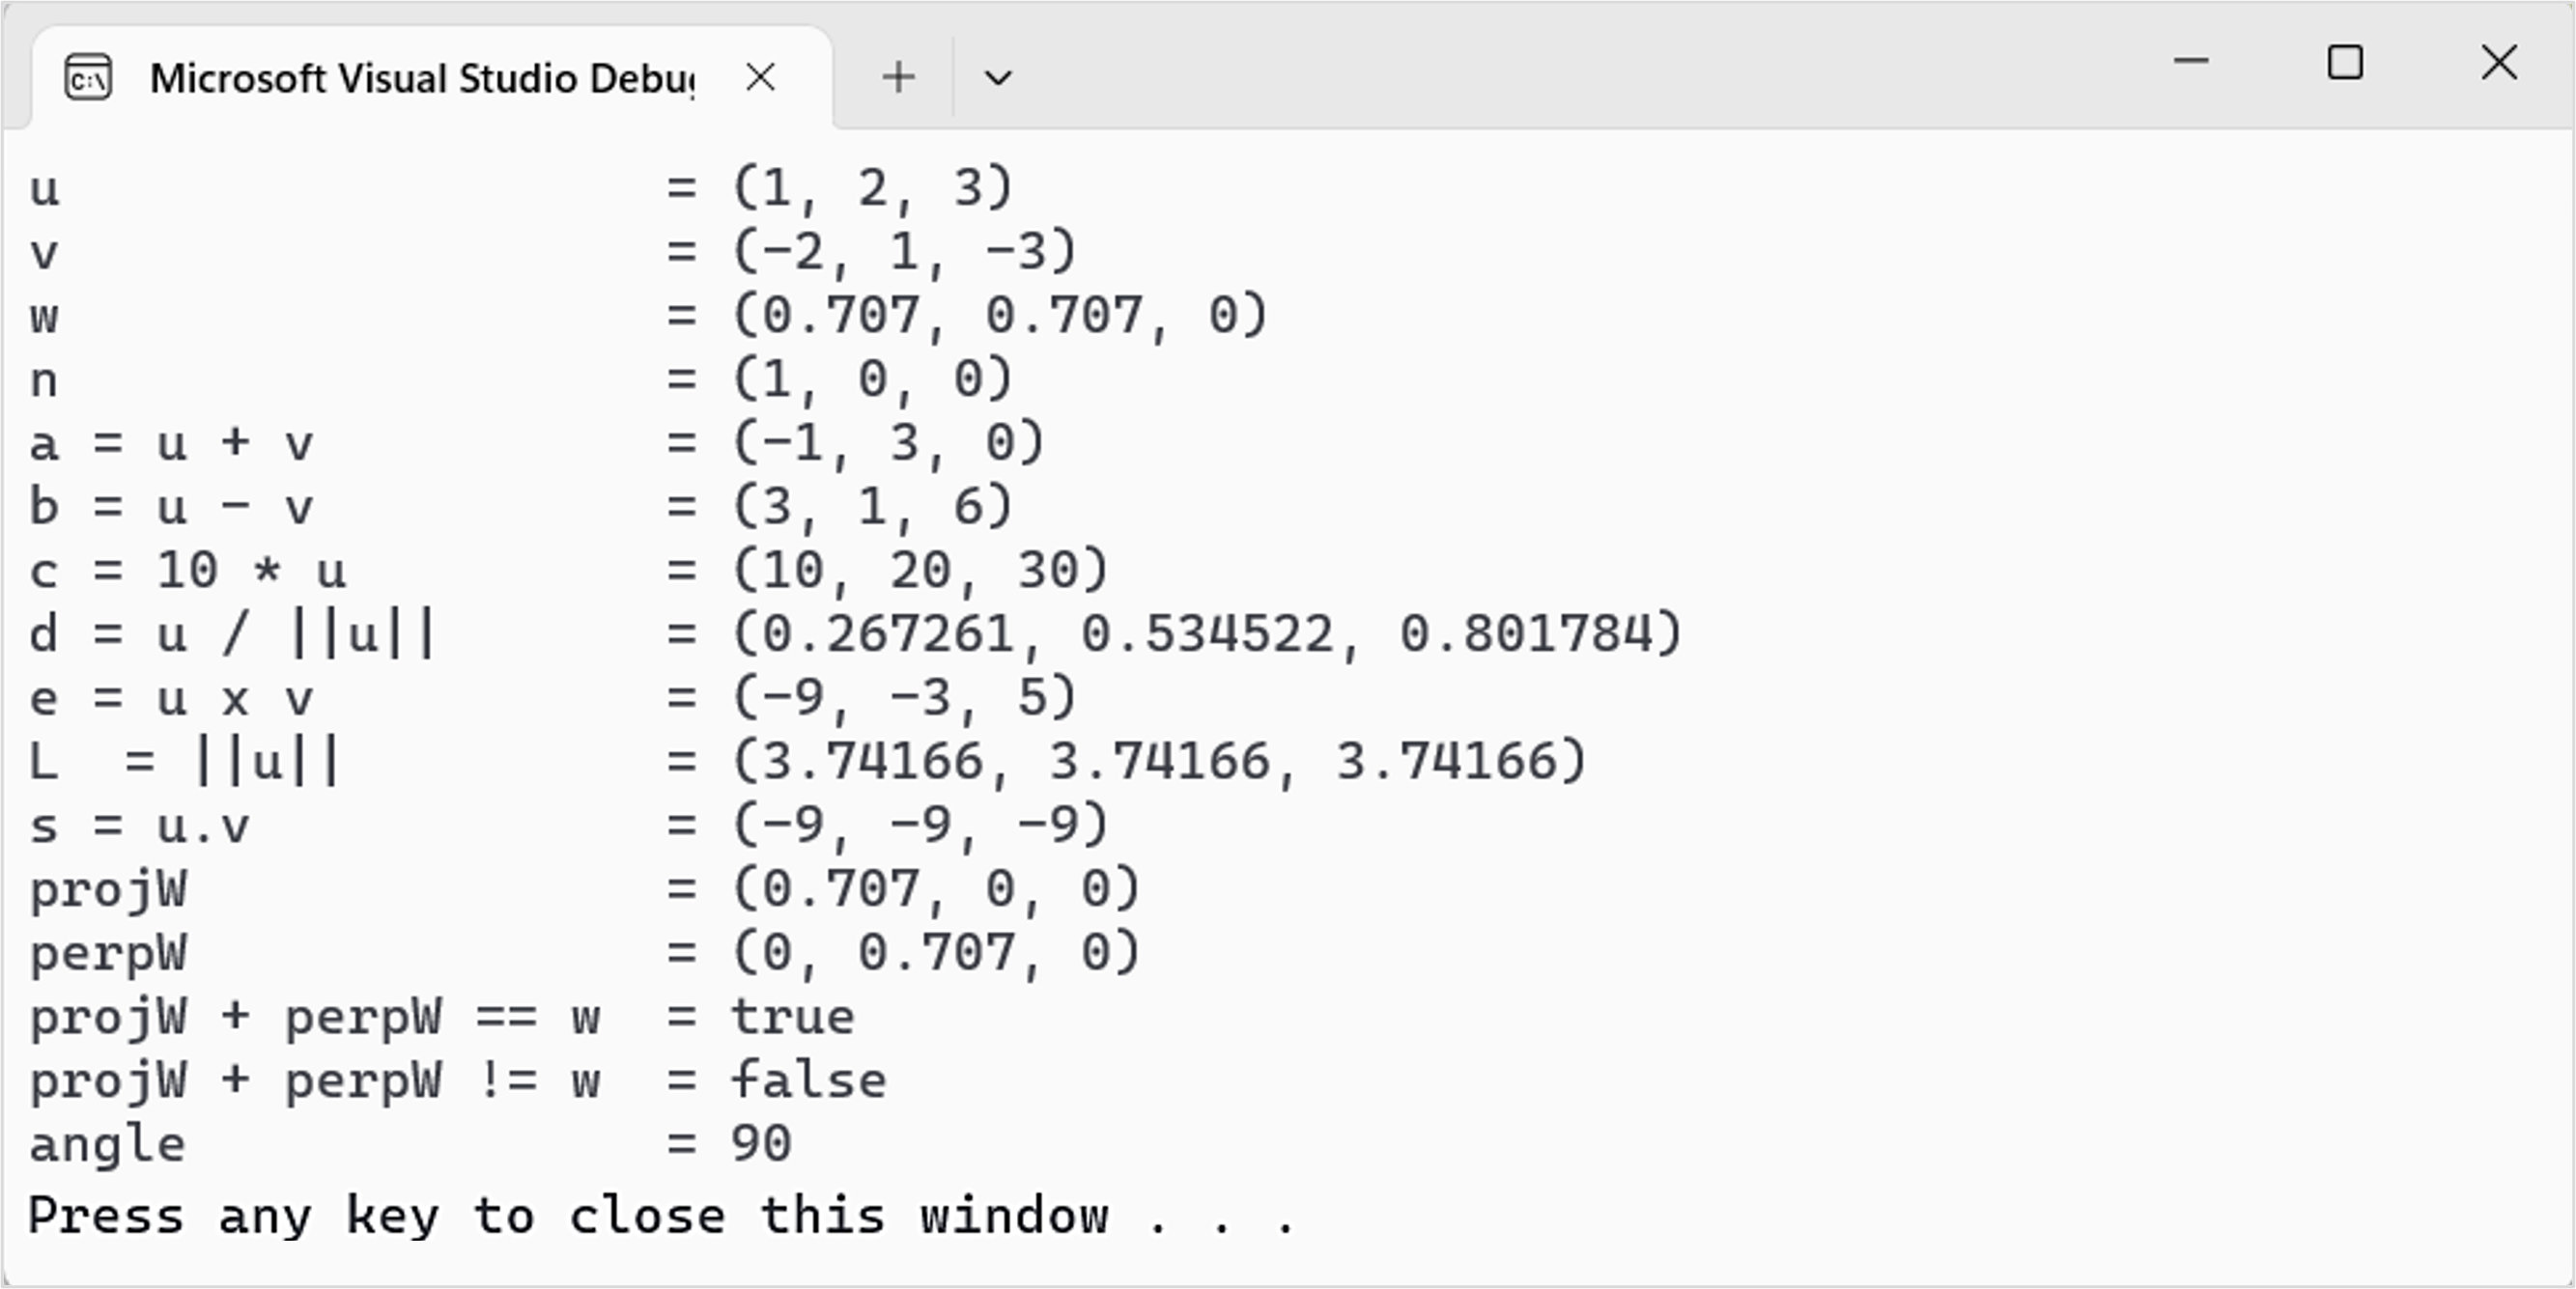 C:\ Microsoft Visual Studio Debug
u                   = (1, 2, 3)
v                   = (-2, 1, -3)
w                   = (0.707, 0.707, 0)
n                   = (1, 0, 0)
a = u + v           = (-1, 3, 0)
b = u - v           = (3, 1, 6)
c = 10 * u          = (10, 20, 30)
d = u / ||u||       = (0.267261, 0.534522, 0.801784)
e = u x v           = (-9, -3, 5)
L  = ||u||          = (3.74166, 3.74166, 3.74166)
s = u.v             = (-9, -9, -9)
projW               = (0.707, 0, 0)
perpW               = (0, 0.707, 0)
projW + perpW == w  = true
projW + perpW != w  = false
angle               = 90
Press any key to close this window . . .